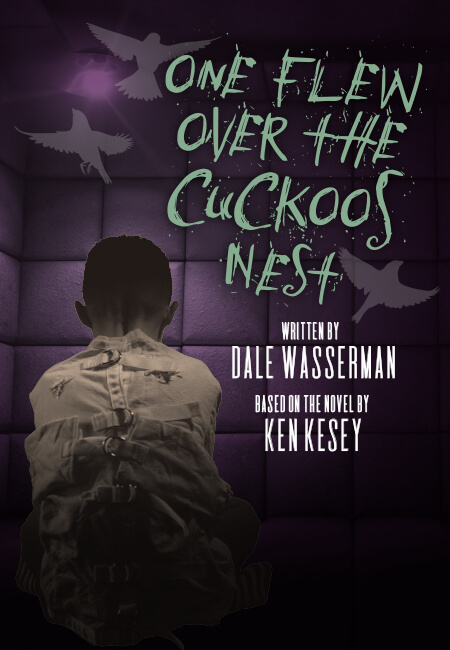 ONE FLEW
OVER THE
CUCKOOS
NEST
WRITTEN BY
DALE WASSERMAN
BASED ON THE NOVEL BY
KEN KESEY